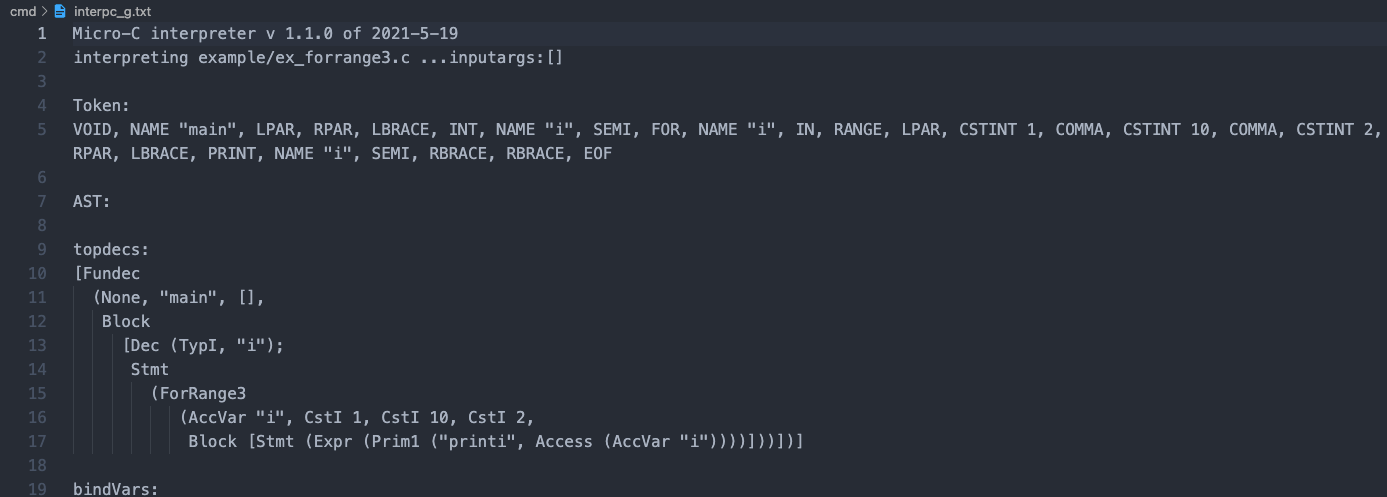 cmd > interpc_g.txt
1 Micro-C interpreter v 1.1.0 of 2021-5-19
2 interpreting example/ex_forrange3.c ...inputargs:[]
3
4 Token:
5 VOID, NAME "main", LPAR, RPAR, LBRACE, INT, NAME "i", SEMI, FOR, NAME "i", IN, RANGE, LPAR, CSTINT 1, COMMA, CSTINT 10, COMMA, CSTINT 2,
RPAR, LBRACE, PRINT, NAME "i", SEMI, RBRACE, RBRACE, EOF
6
7 AST:
8
9 topdecs:
10 [Fundec
11 (None, "main", [],
12 Block
13 [Dec (TypI, "i");
14 Stmt
15 (ForRange3
16 (AccVar "i", CstI 1, CstI 10, CstI 2,
17 Block [Stmt (Expr (Prim1 ("printi", Access (AccVar "i"))))]))])]
18
19 bindVars: